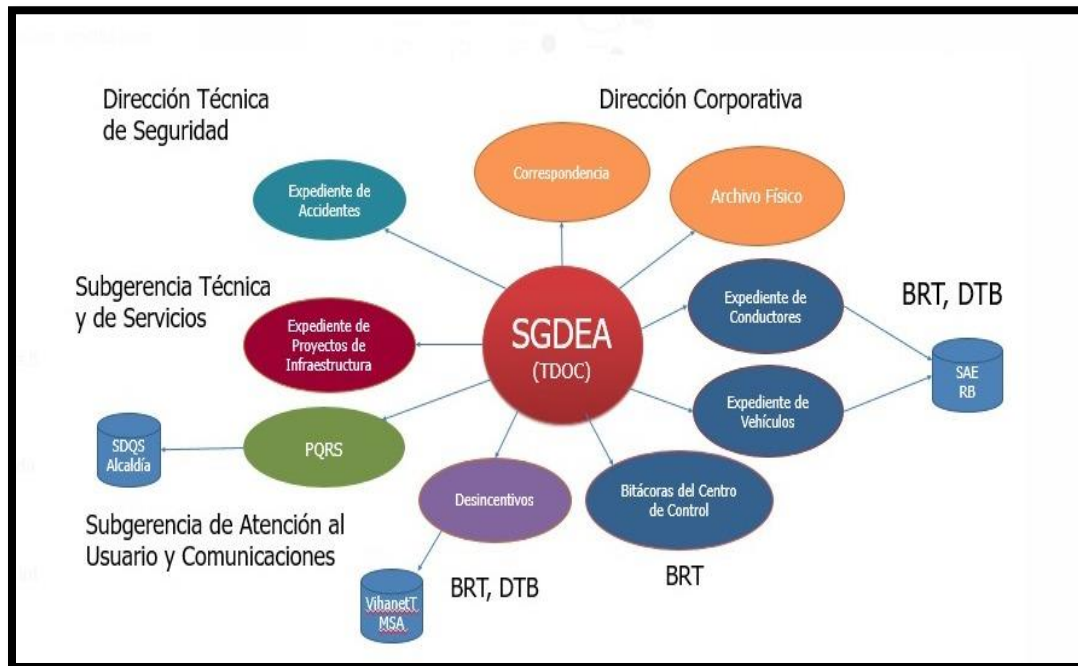 Dirección Técnica
de Seguridad
Dirección Corporativa
Correspondencia
Expediente de
Accidentes
Archivo Físico
Subgerencia Técnica
y de Servicios
Expediente de
Proyectos de
Infraestructura
SGDEA
(TDOC)
Expediente de
Conductores
BRT, DTB
SAE
RB
Expediente de
Vehículos
SDQS
Alcaldía
PQRS
Desincentivos
Bitácoras del Centro
de Control
Subgerencia de Atención al
Usuario y Comunicaciones
VihanetT
MSA
BRT, DTB
BRT